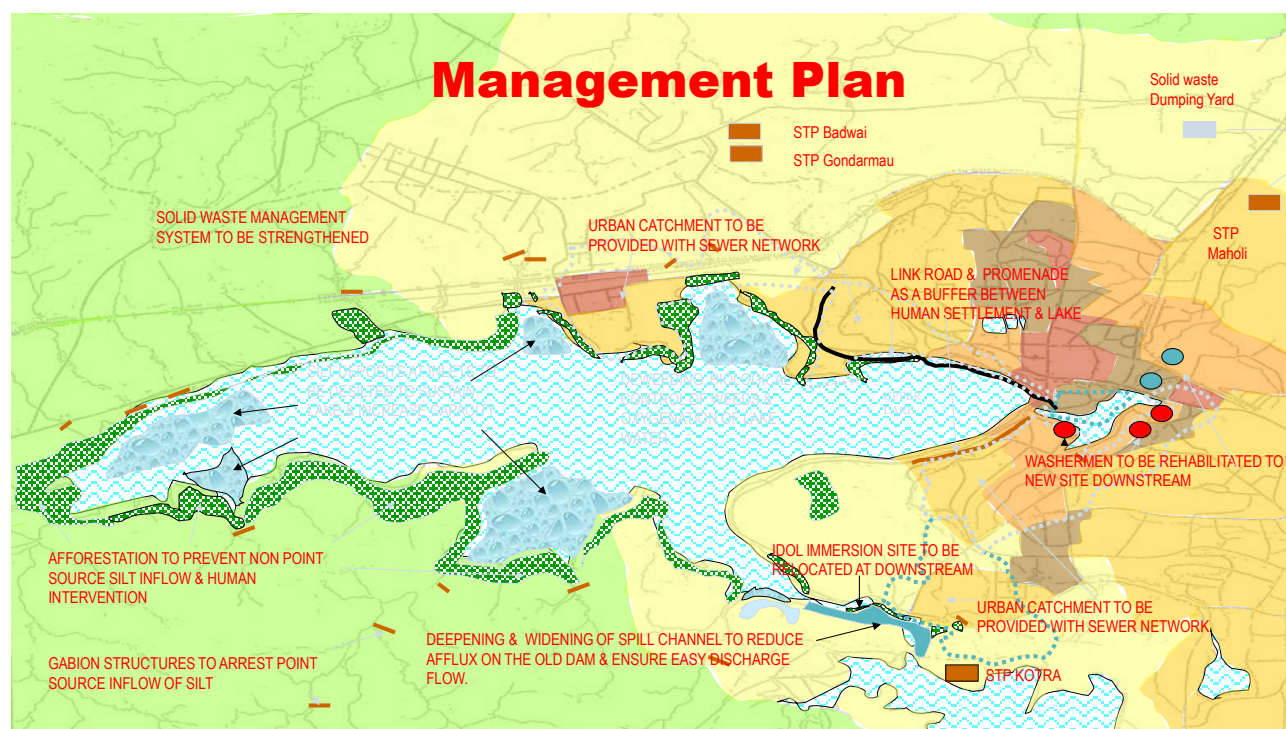 Management Plan
Solid waste
Dumping Yard
STP Badwai
STP Gondarmau
SOLID WASTE MANAGEMENT
SYSTEM TO BE STRENGTHENED
URBAN CATCHMENT TO BE
PROVIDED WITH SEWER NETWORK
STP
Maholi
LINK ROAD & PROMENADE
AS A BUFFER BETWEEN
HUMAN SETTLEMENT & LAKE
WASHERMEN TO BE REHABILITATED TO
NEW SITE DOWNSTREAM
AFFORESTATION TO PREVENT NON POINT
SOURCE SILT INFLOW & HUMAN
INTERVENTION
IDOL IMMERSION SITE TO BE
RELOCATED AT DOWNSTREAM
URBAN CATCHMENT TO BE
PROVIDED WITH SEWER NETWORK
DEEPENING & WIDENING OF SPILL CHANNEL TO REDUCE
AFFLUX ON THE OLD DAM & ENSURE EASY DISCHARGE
FLOW.
GABION STRUCTURES TO ARREST POINT
SOURCE INFLOW OF SILT
STP KOTRA